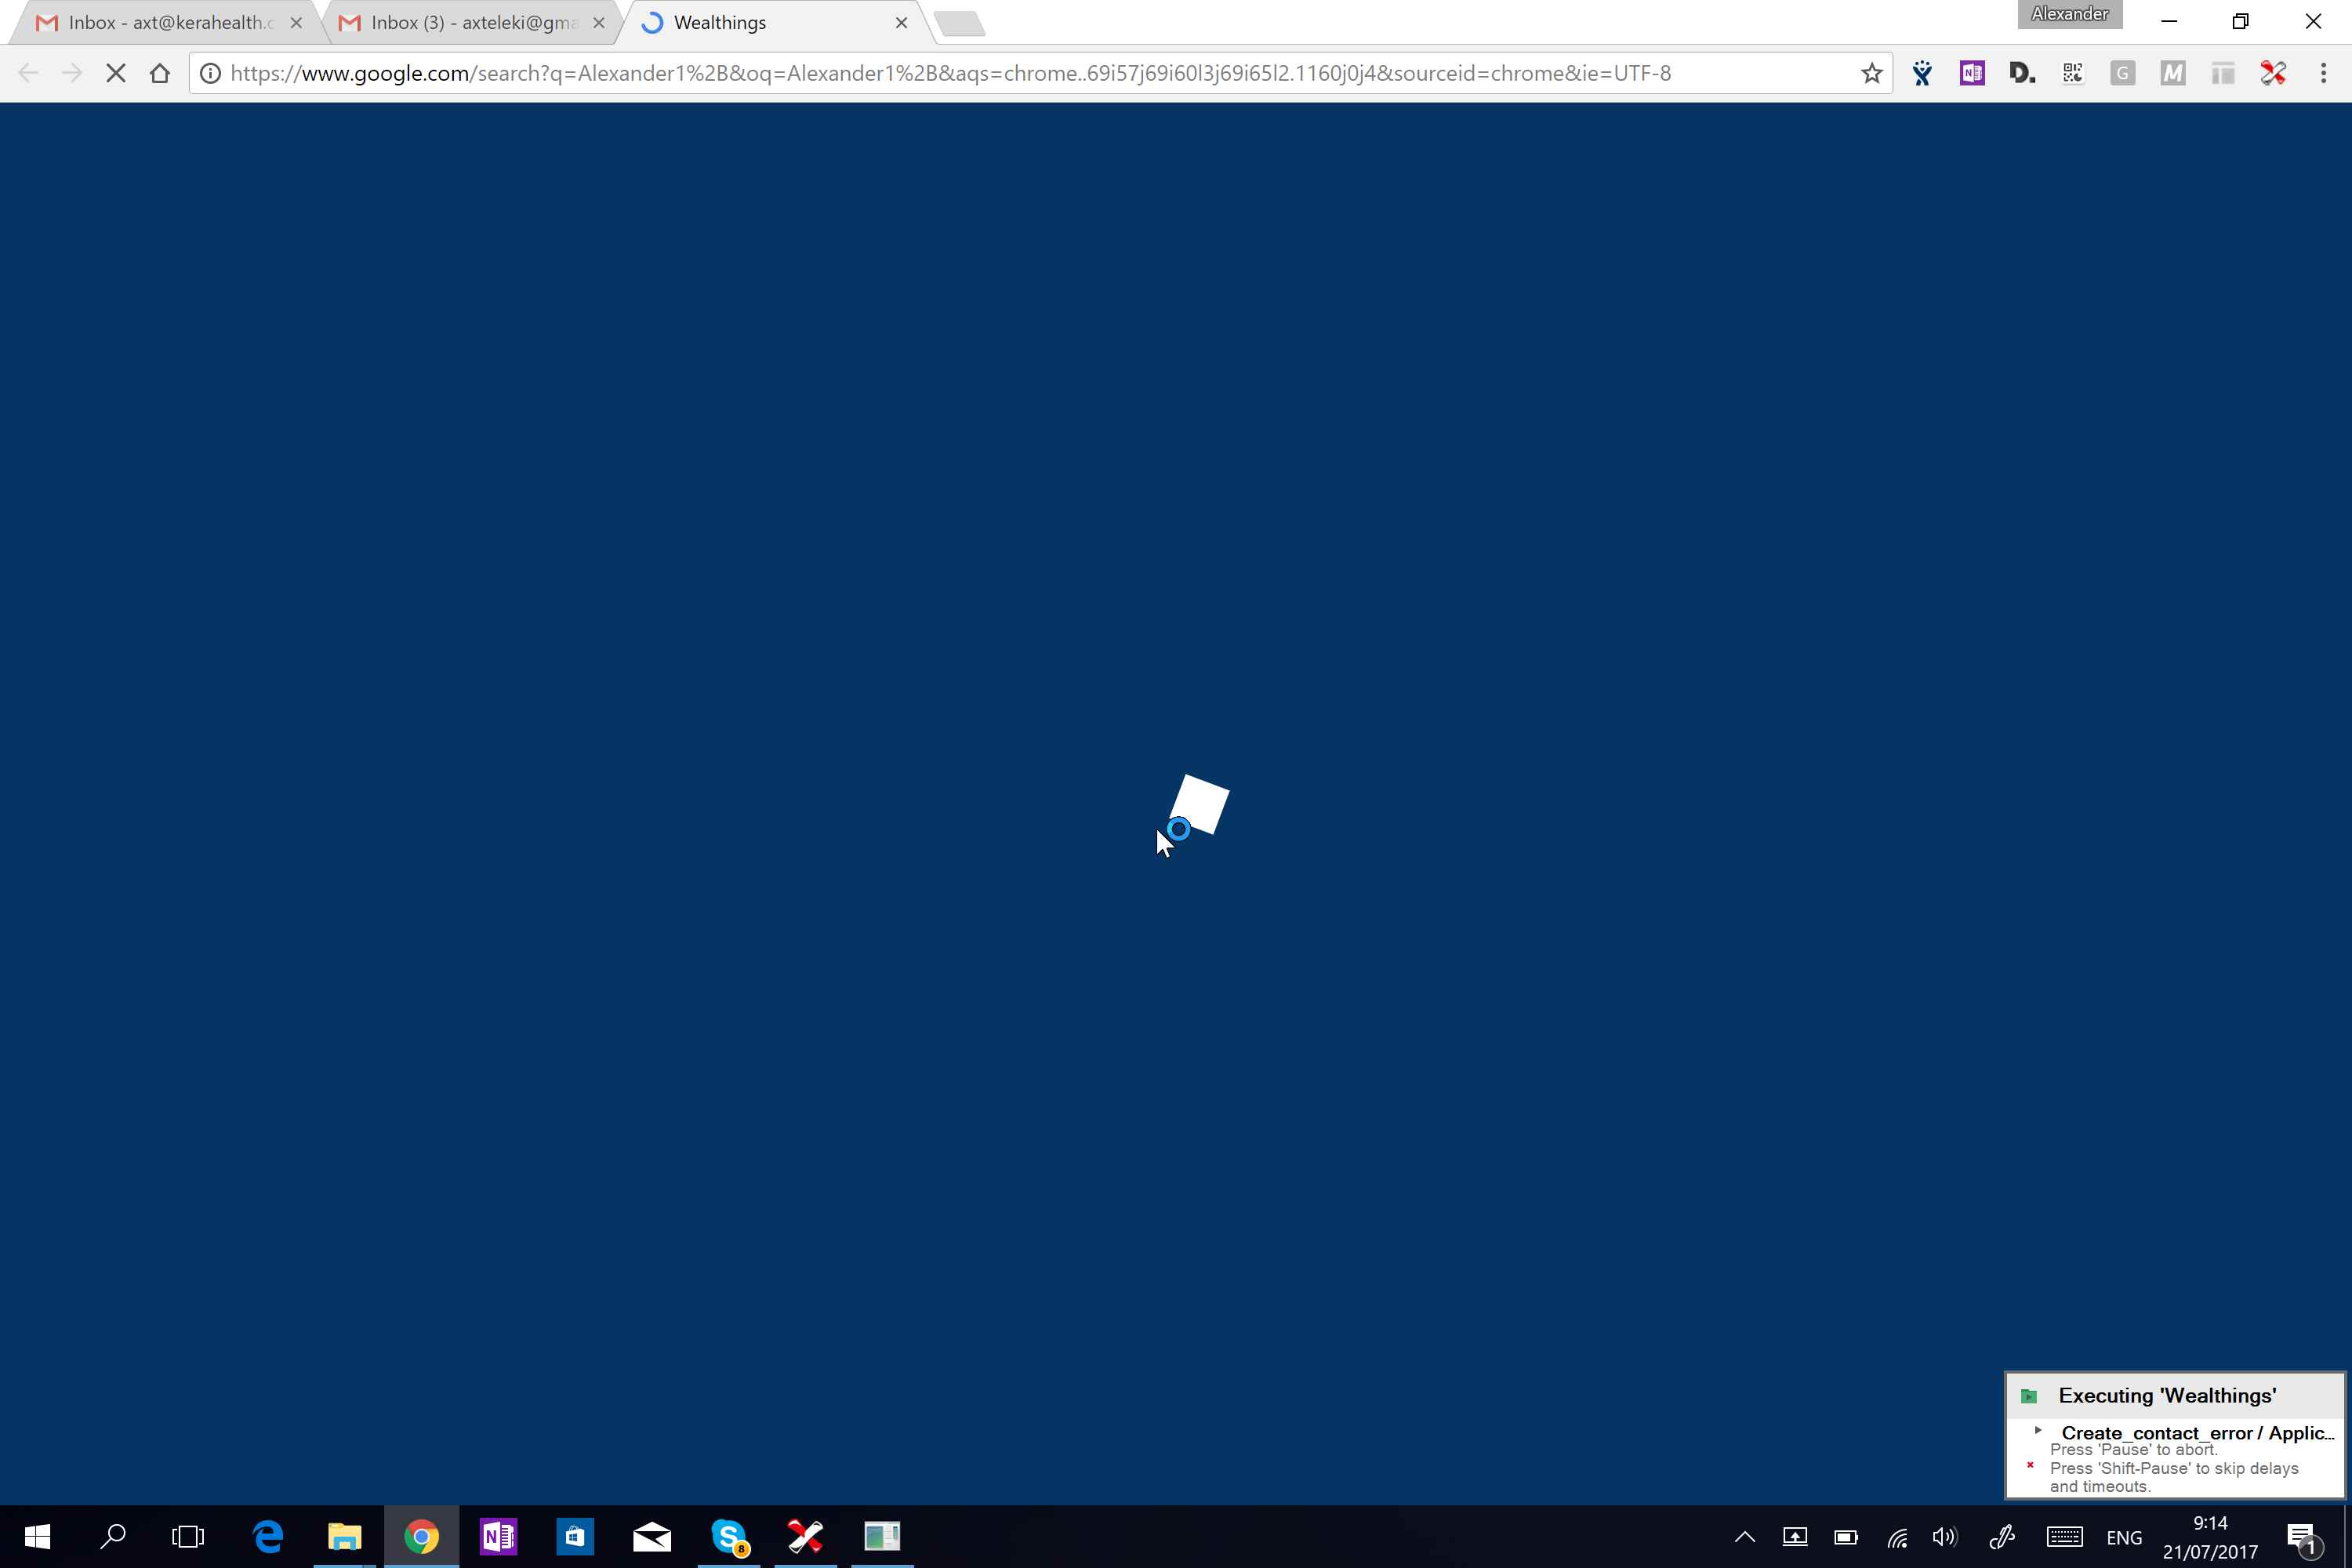 Inbox - axt@kerahealth.c
Inbox (3) - axteleki@gma
Wealthings
Alexander
https://www.google.com/search?q=Alexander1%2B&oq=Alexander1%2B&aqs=chrome..69i57j69i60l3j69i65l2.1160j0j4&sourceid=chrome&ie=UTF-8
N
D.
G
M
Executing 'Wealthings'
Create_contact_error / Applic...
Press 'Pause' to abort.
Press 'Shift-Pause' to skip delays
and timeouts.
N
S
8
ENG
9:14
21/07/2017
1